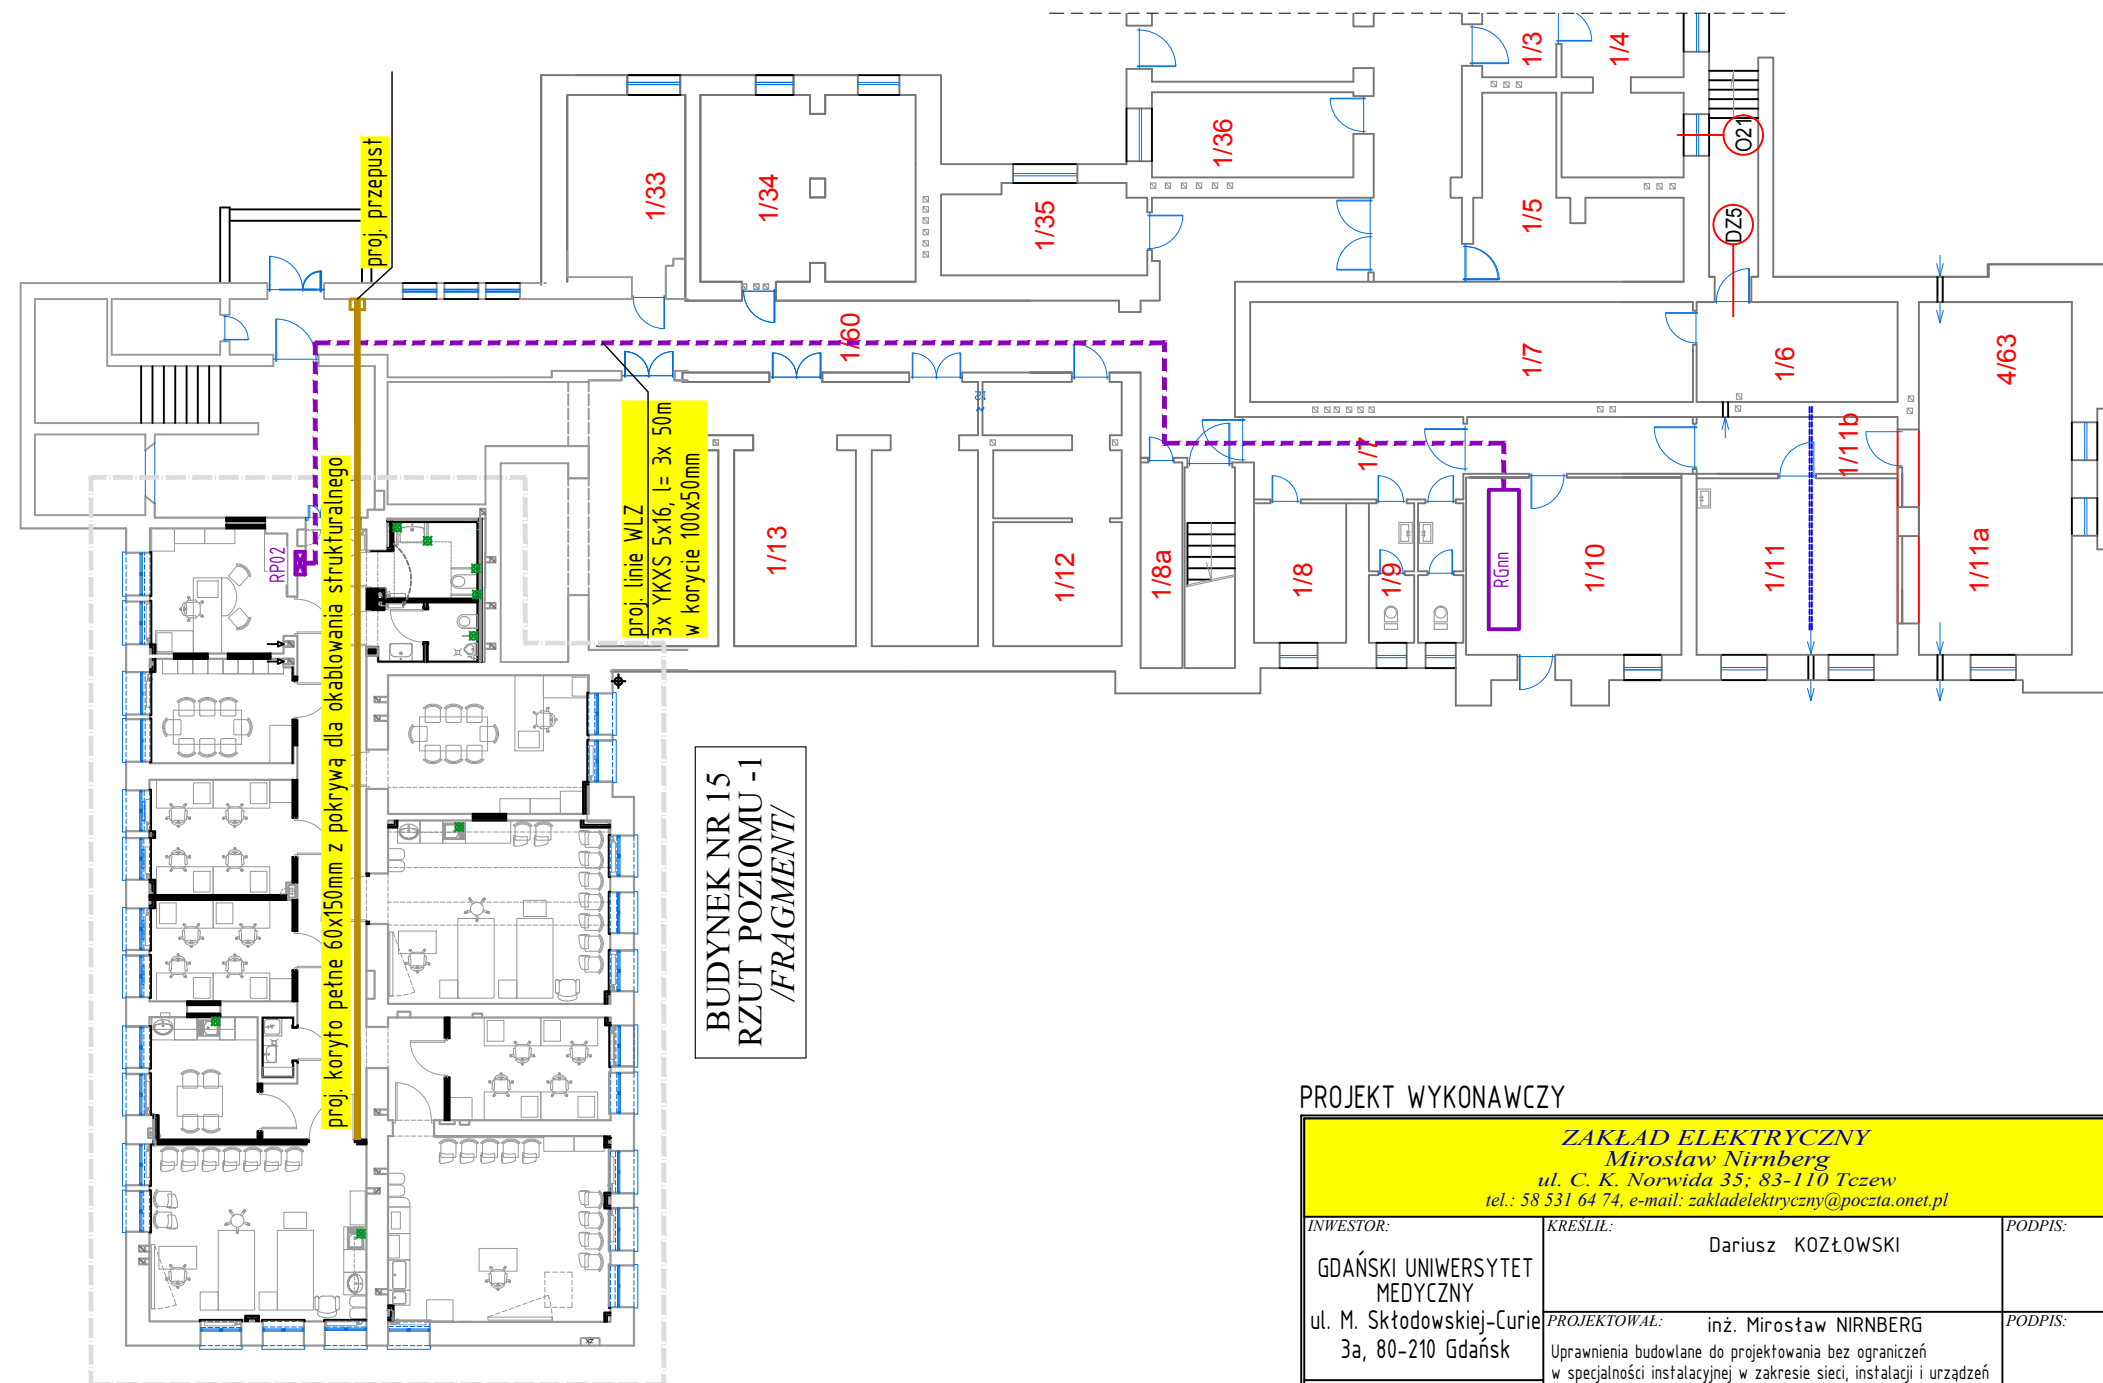 proj. przepust
1/33
1/34
1/35
1/36
1/3
1/4
1/5
O21
DZ5
1/60
1/7
1/6
4/63
proj. linie WLZ
3x YKXS 5x16, l= 3x 50m
w korycie 100x50mm
1/7
1/11b
proj. koryto pełne 60x150mm z pokrywą dla okablowania strukturalnego
RP02
1/13
1/12
1/8a
1/8
1/9
RGnn
1/10
1/11
1/11a
BUDYNEK NR 15
RZUT POZIOMU -1
/FRAGMENT/
PROJEKT WYKONAWCZY
ZAKŁAD ELEKTRYCZNY
Mirosław Nirnberg
ul. C. K. Norwida 35; 83-110 Tczew
tel.: 58 531 64 74, e-mail: zakladelektryczny@poczta.onet.pl
INWESTOR:
GDAŃSKI UNIWERSYTET
MEDYCZNY
ul. M. Skłodowskiej-Curie
3a, 80-210 Gdańsk
KREŚLIŁ:
Dariusz KOZŁOWSKI
PODPIS:
PROJEKTOWAŁ:
inż. Mirosław NIRNBERG
Uprawnienia budowlane do projektowania bez ograniczeń
w specjalności instalacyjnej w zakresie sieci, instalacji i urządzeń
PODPIS: